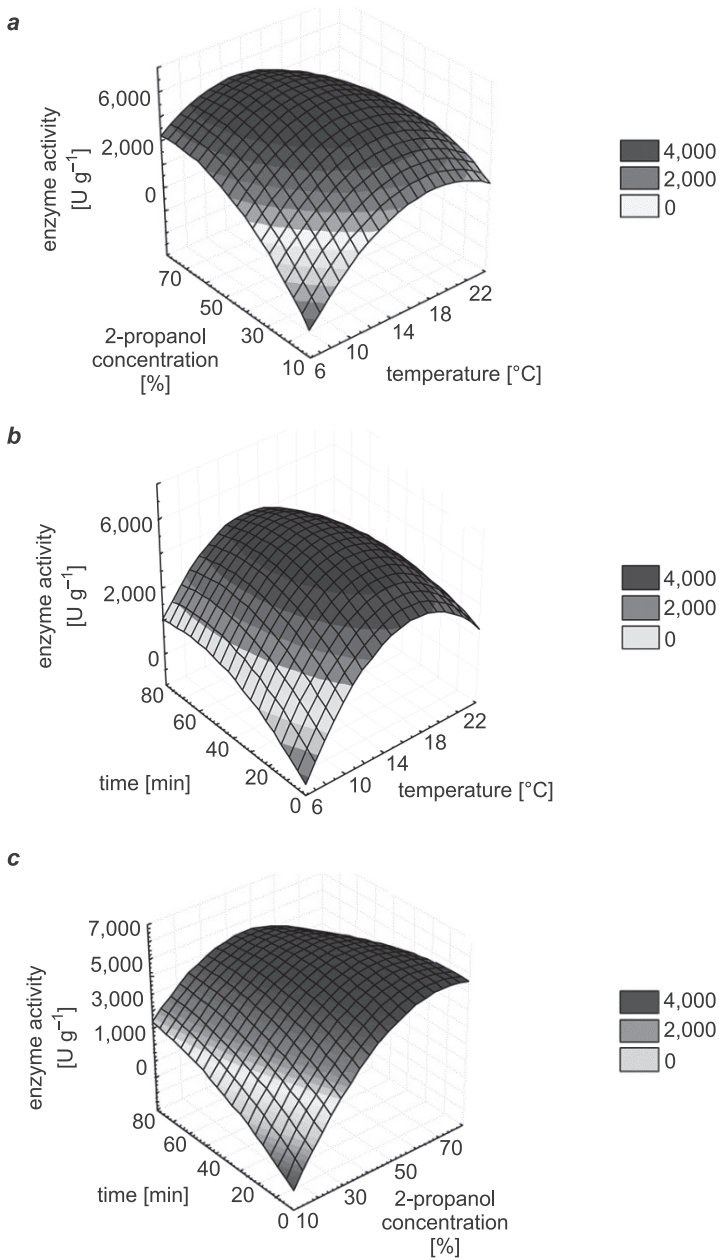 a
enzyme activity
[U g⁻¹]
6,000
2,000
0
70
50
30
10
2-propanol
concentration
[%]
6
10
14
18
22
temperature [°C]
4,000
2,000
0
b
enzyme activity
[U g⁻¹]
6,000
2,000
0
80
60
40
20
0
time [min]
6
10
14
18
22
temperature [°C]
4,000
2,000
0
c
enzyme activity
[U g⁻¹]
7,000
5,000
3,000
1,000
0
80
60
40
20
0
time [min]
10
30
50
70
2-propanol
concentration
[%]
4,000
2,000
0